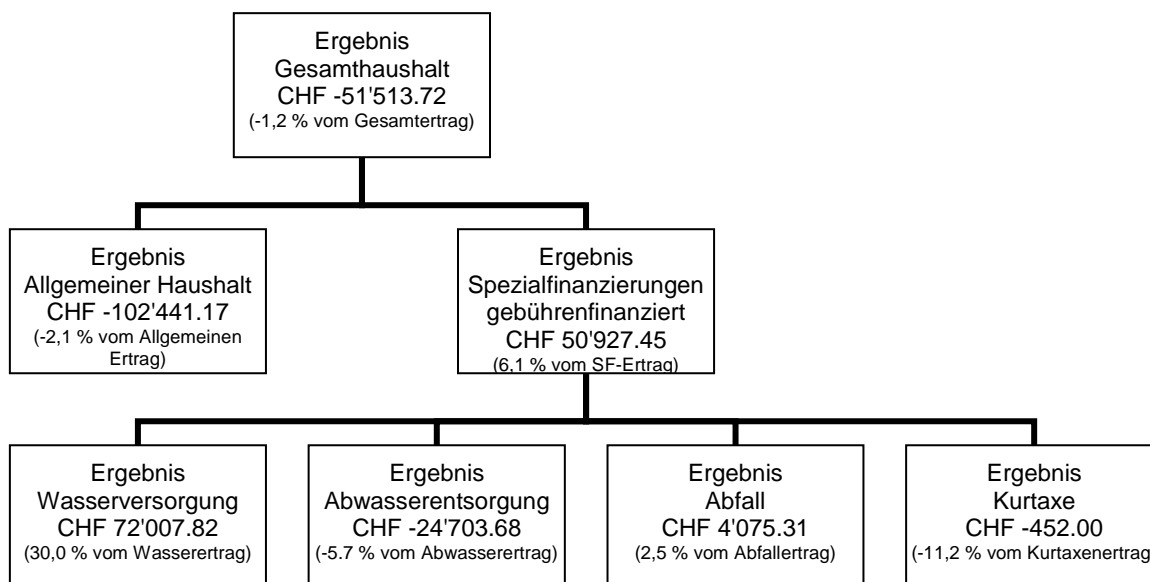 Ergebnis
Gesamthaushalt
CHF -51'513.72
(-1,2 % vom Gesamtertrag)
Ergebnis
Allgemeiner Haushalt
CHF -102'441.17
(-2,1 % vom Allgemeinen
Ertrag)
Ergebnis
Spezialfinanzierungen
gebührenfinanziert
CHF 50'927.45
(6,1 % vom SF-Ertrag)
Ergebnis
Wasserversorgung
CHF 72'007.82
(30,0 % vom Wasserertrag)
Ergebnis
Abwasserentsorgung
CHF -24'703.68
(-5.7 % vom Abwasserertrag)
Ergebnis
Abfall
CHF 4'075.31
(2,5 % vom Abfallertrag)
Ergebnis
Kurtaxe
CHF -452.00
(-11,2 % vom Kurtaxenertrag